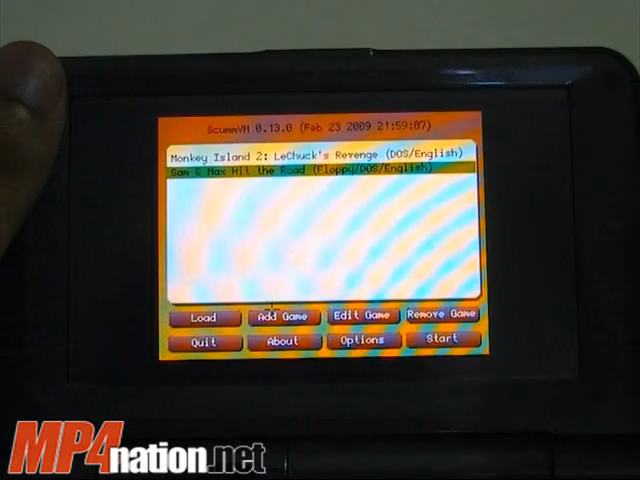 ScummVM 0.13.0 (Feb 23 2009 21:59:07)
Monkey Island 2: LeChuck's Revenge (DOS/English)
Sam & Max Hit the Road (Floppy/DOS/English)
Load Add Game Edit Game Remove Game
Quit About Options Start
MP4nation.net